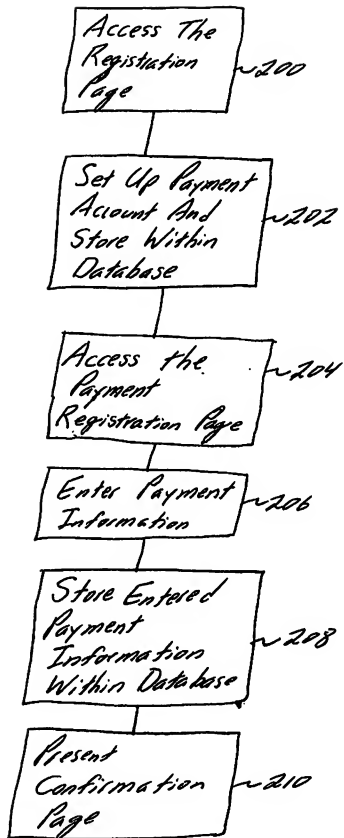 Access The
Registration
Page
~200
Set Up Payment
Account And
Store Within
Database
~202
Access the
Payment
Registration Page
~204
Enter Payment
Information
~206
Store Entered
Payment
Information
Within Database
~208
Present
Confirmation
Page
~210